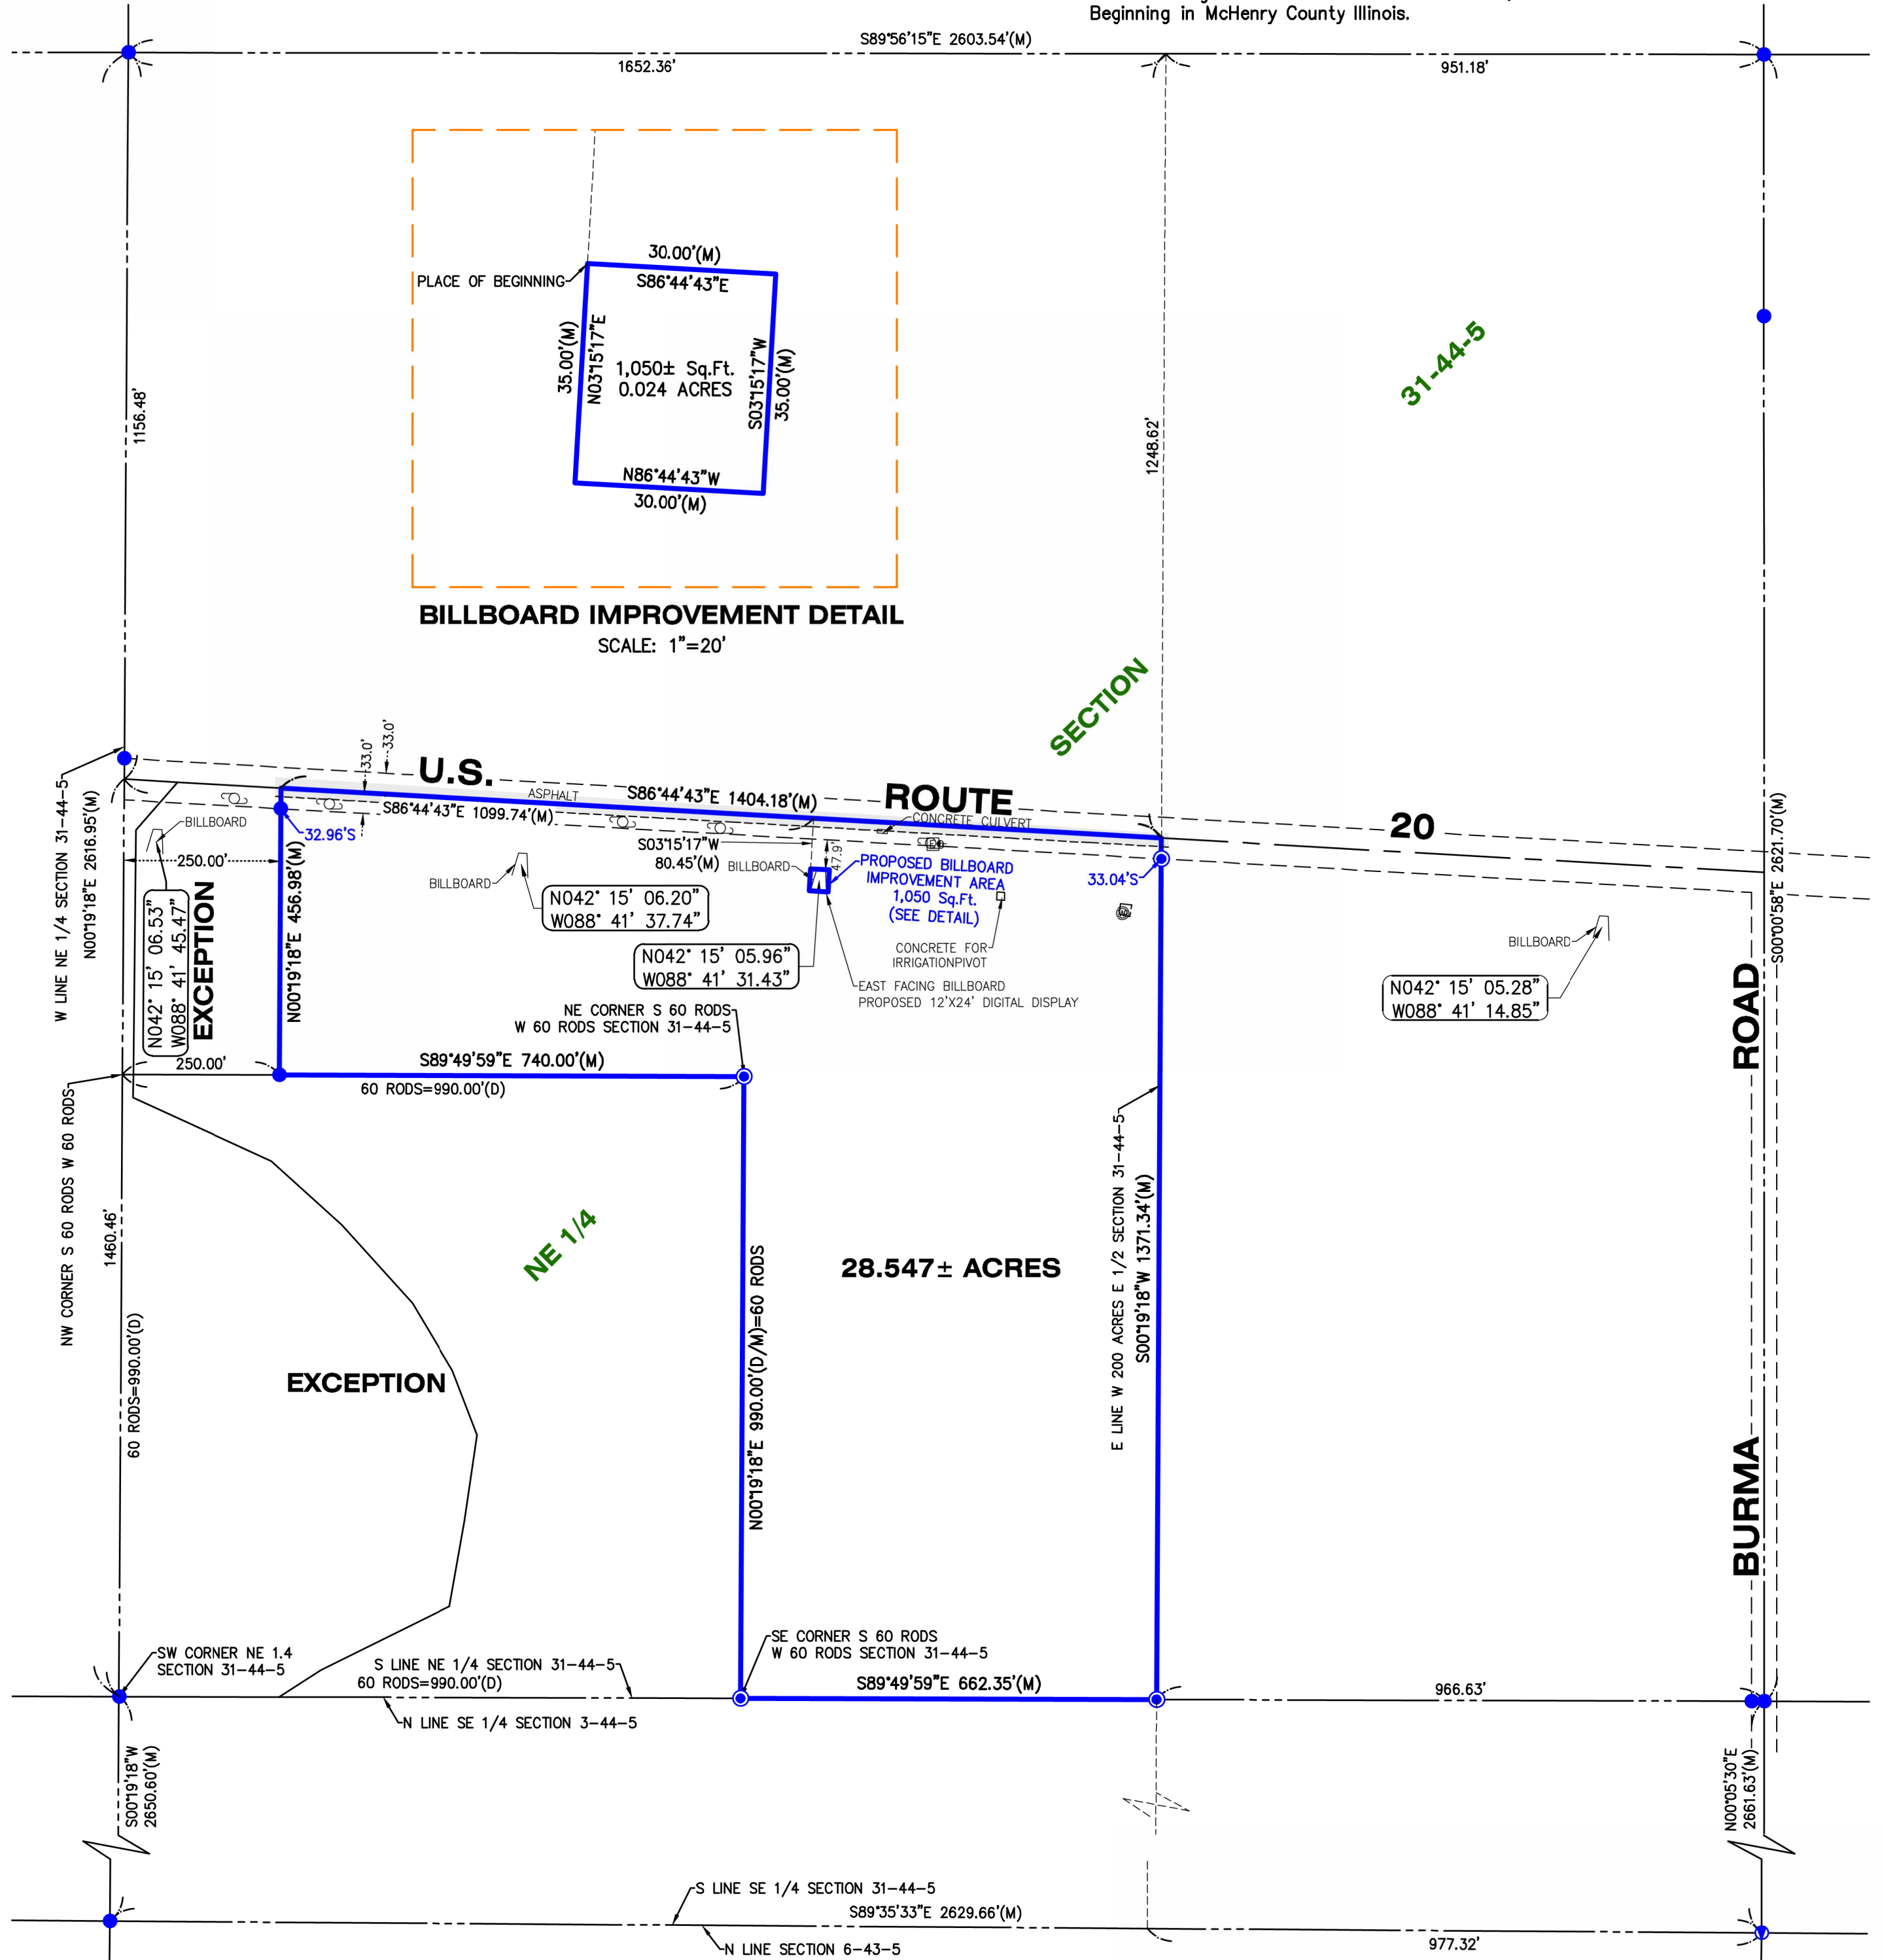 Beginning in McHenry County Illinois.
S89°56'15"E 2603.54'(M)
1652.36'
951.18'
30.00'(M)
S86°44'43"E
PLACE OF BEGINNING
35.00'(M)
N03°15'17"E
1,050± Sq.Ft.
0.024 ACRES
S03°15'17"W
35.00'(M)
N86°44'43"W
30.00'(M)
BILLBOARD IMPROVEMENT DETAIL
SCALE: 1"=20'
1156.48'
1248.62'
31-44-5
SECTION
W LINE NE 1/4 SECTION 31-44-5
N00°19'18"E 2616.95'(M)
33.0'
33.0'
U.S.
ROUTE
20
ASPHALT
S86°44'43"E 1404.18'(M)
S86°44'43"E 1099.74'(M)
CONCRETE CULVERT
32.96'S
BILLBOARD
250.00'
N042° 15' 06.53"
W088° 41' 45.47"
EXCEPTION
N00°19'18"E 456.98'(M)
BILLBOARD
N042° 15' 06.20"
W088° 41' 37.74"
S03°15'17"W
80.45'(M)
BILLBOARD
47.9'
PROPOSED BILLBOARD
IMPROVEMENT AREA
1,050 Sq.Ft.
(SEE DETAIL)
33.04'S
N042° 15' 05.96"
W088° 41' 31.43"
CONCRETE FOR
IRRIGATIONPIVOT
EAST FACING BILLBOARD
PROPOSED 12'X24' DIGITAL DISPLAY
BILLBOARD
N042° 15' 05.28"
W088° 41' 14.85"
S00°00'58"E 2621.70'(M)
ROAD
BURMA
NE CORNER S 60 RODS
W 60 RODS SECTION 31-44-5
250.00'
S89°49'59"E 740.00'(M)
60 RODS=990.00'(D)
NW CORNER S 60 RODS W 60 RODS
1460.46'
60 RODS=990.00'(D)
NE 1/4
EXCEPTION
N00°19'18"E 990.00'(D/M)=60 RODS
28.547± ACRES
E LINE W 200 ACRES E 1/2 SECTION 31-44-5
S00°19'18"W 1371.34'(M)
SW CORNER NE 1.4
SECTION 31-44-5
S LINE NE 1/4 SECTION 31-44-5
60 RODS=990.00'(D)
N LINE SE 1/4 SECTION 3-44-5
SE CORNER S 60 RODS
W 60 RODS SECTION 31-44-5
S89°49'59"E 662.35'(M)
966.63'
S00°19'18"W
2650.60'(M)
N00°05'30"E
2661.63'(M)
S LINE SE 1/4 SECTION 31-44-5
S89°35'33"E 2629.66'(M)
N LINE SECTION 6-43-5
977.32'